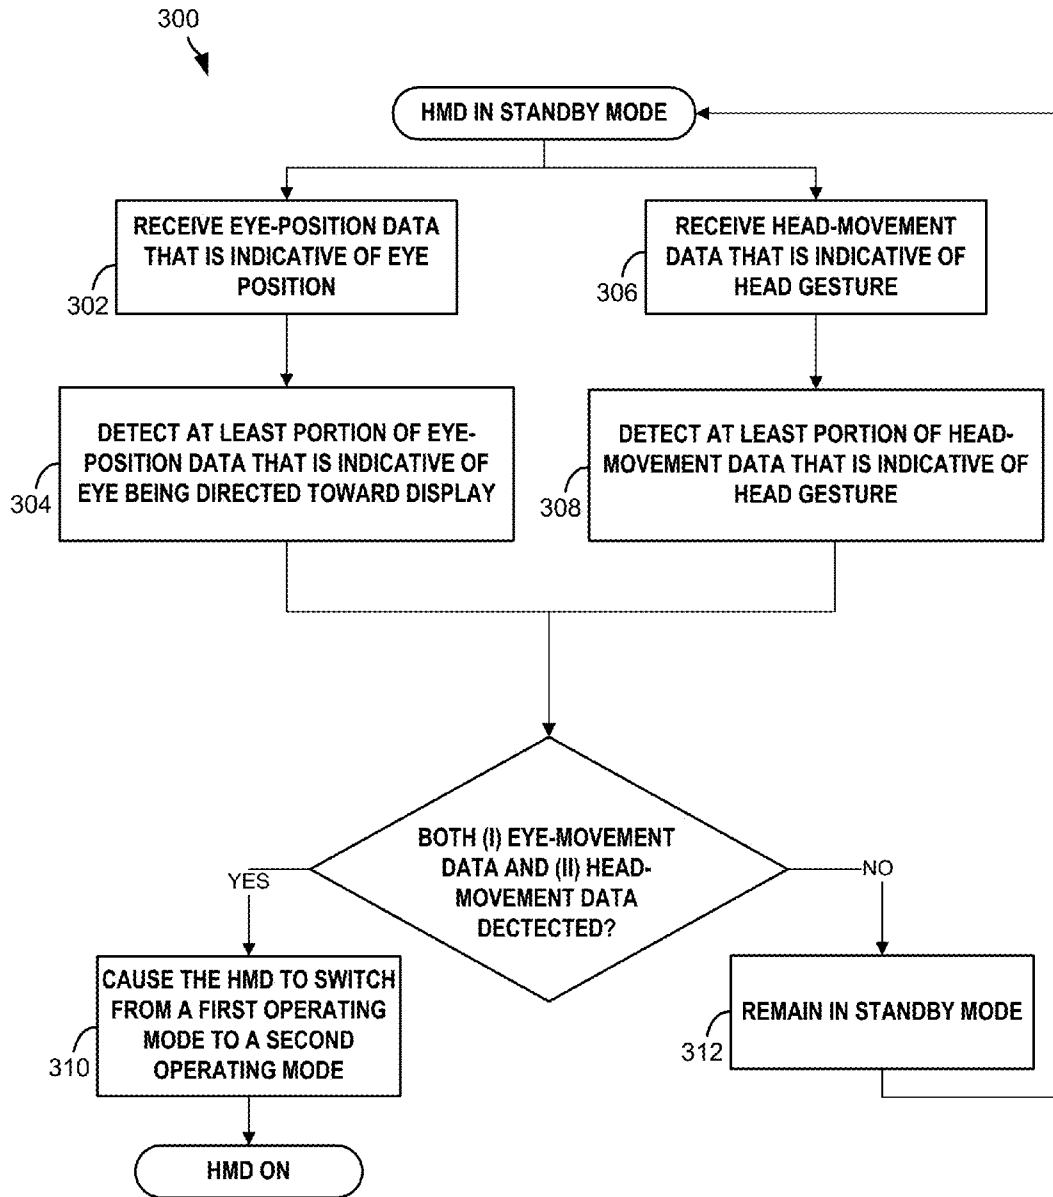 300
HMD IN STANDBY MODE
RECEIVE EYE-POSITION DATA
THAT IS INDICATIVE OF EYE
POSITION
302
RECEIVE HEAD-MOVEMENT
DATA THAT IS INDICATIVE OF
HEAD GESTURE
306
DETECT AT LEAST PORTION OF EYE-
POSITION DATA THAT IS INDICATIVE OF
EYE BEING DIRECTED TOWARD DISPLAY
304
DETECT AT LEAST PORTION OF HEAD-
MOVEMENT DATA THAT IS INDICATIVE OF
HEAD GESTURE
308
BOTH (I) EYE-MOVEMENT
DATA AND (II) HEAD-
MOVEMENT DATA
DECTECTED?
YES
NO
CAUSE THE HMD TO SWITCH
FROM A FIRST OPERATING
MODE TO A SECOND
OPERATING MODE
310
REMAIN IN STANDBY MODE
312
HMD ON